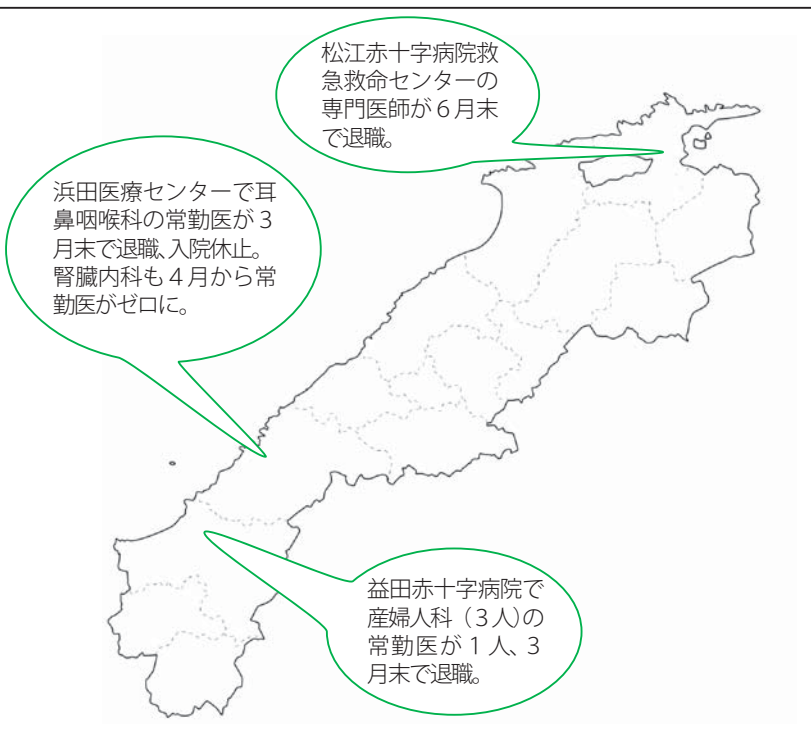 松江赤十字病院救
急救命センターの
専門医師が６月末
で退職。
浜田医療センターで耳
鼻咽喉科の常勤医が３
月末で退職、入院休止。
腎臓内科も４月から常
勤医がゼロに。
益田赤十字病院で
産婦人科（３人）の
常勤医が１人、３
月末で退職。